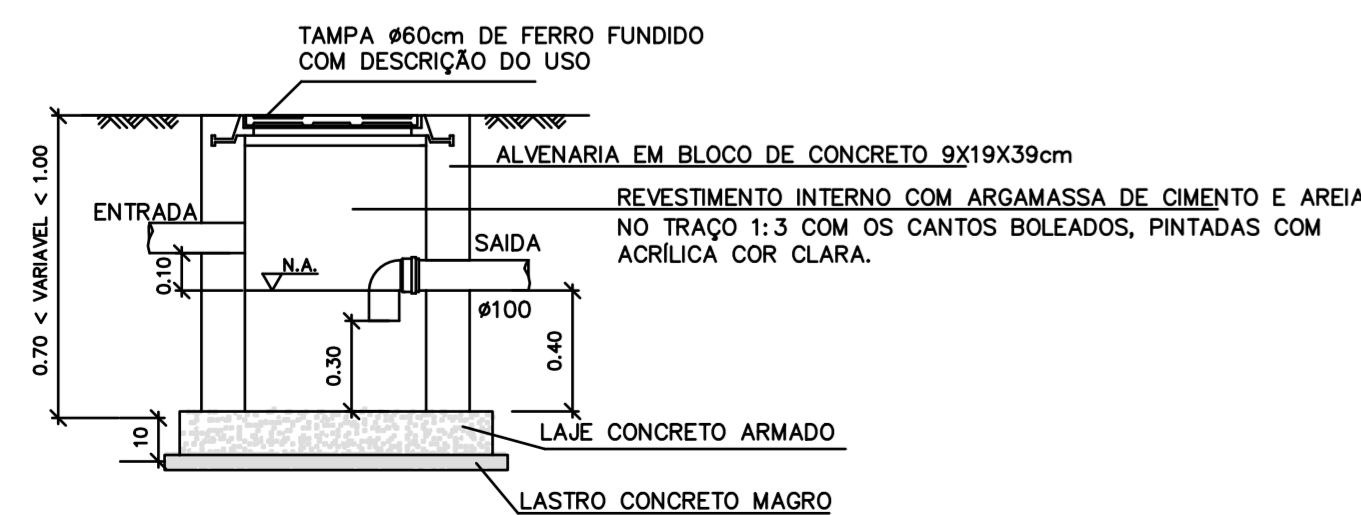 TAMPA ø60cm DE FERRO FUNDIDO
COM DESCRIÇÃO DO USO
ALVENARIA EM BLOCO DE CONCRETO 9X19X39cm
REVESTIMENTO INTERNO COM ARGAMASSA DE CIMENTO E AREIA
NO TRAÇO 1:3 COM OS CANTOS BOLEADOS, PINTADAS COM
ACRÍLICA COR CLARA.
0.70 < VARIAVEL < 1.00
ENTRADA
SAIDA
0.10
N.A.
ø100
0.30
0.40
10
LAJE CONCRETO ARMADO
LASTRO CONCRETO MAGRO